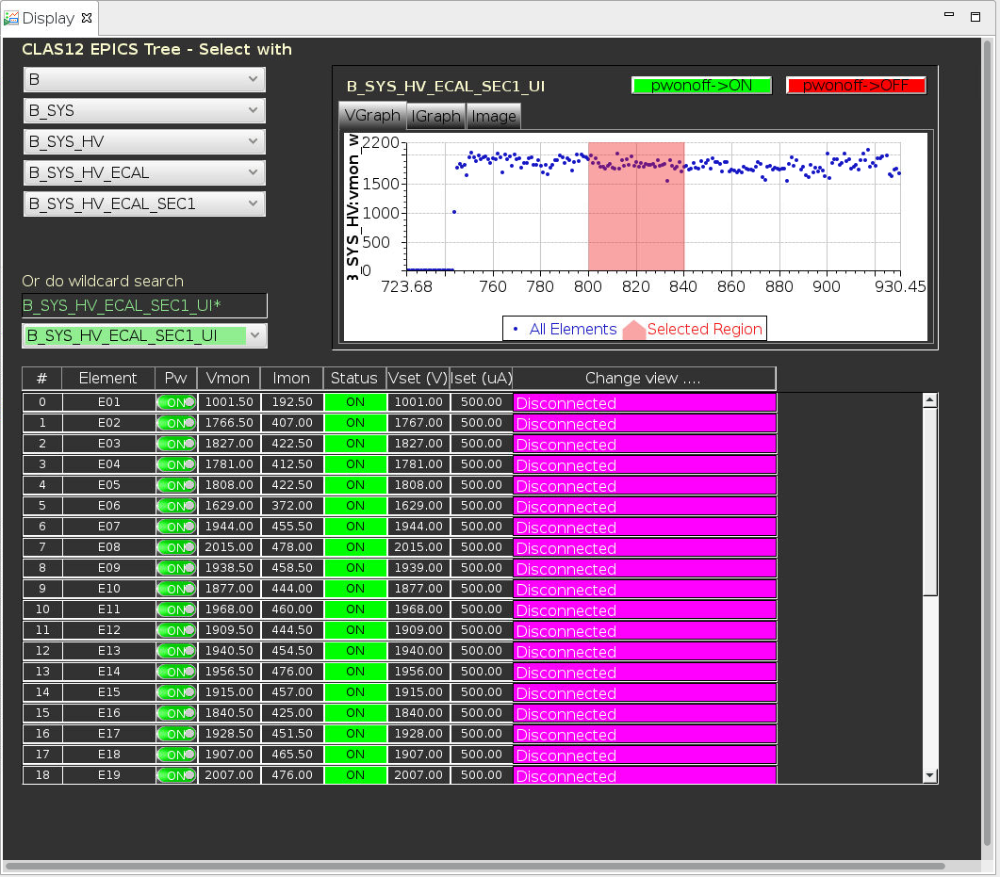 Display
CLAS12 EPICS Tree - Select with
B
B_SYS
B_SYS_HV
B_SYS_HV_ECAL
B_SYS_HV_ECAL_SEC1
Or do wildcard search
B_SYS_HV_ECAL_SEC1_UI*
B_SYS_HV_ECAL_SEC1_UI
B_SYS_HV_ECAL_SEC1_UI
pwonoff->ON pwonoff->OFF
VGraph IGraph Image
B_SYS_HV:vmon_w
2200
1500
1000
500
0
723.68 760 780 800 820 840 860 880 900 930.45
All Elements Selected Region
# Element Pw Vmon Imon Status Vset (V) Iset (uA) Change view ....
0 E01 ON 1001.50 192.50 ON 1001.00 500.00 Disconnected
1 E02 ON 1766.50 407.00 ON 1767.00 500.00 Disconnected
2 E03 ON 1827.00 422.50 ON 1827.00 500.00 Disconnected
3 E04 ON 1781.00 412.50 ON 1781.00 500.00 Disconnected
4 E05 ON 1808.00 422.50 ON 1808.00 500.00 Disconnected
5 E06 ON 1629.00 372.00 ON 1629.00 500.00 Disconnected
6 E07 ON 1944.00 455.50 ON 1944.00 500.00 Disconnected
7 E08 ON 2015.00 478.00 ON 2015.00 500.00 Disconnected
8 E09 ON 1938.50 458.50 ON 1939.00 500.00 Disconnected
9 E10 ON 1877.00 444.00 ON 1877.00 500.00 Disconnected
10 E11 ON 1968.00 460.00 ON 1968.00 500.00 Disconnected
11 E12 ON 1909.50 444.50 ON 1909.00 500.00 Disconnected
12 E13 ON 1940.50 454.50 ON 1940.00 500.00 Disconnected
13 E14 ON 1956.50 476.00 ON 1956.00 500.00 Disconnected
14 E15 ON 1915.00 457.00 ON 1915.00 500.00 Disconnected
15 E16 ON 1840.50 425.00 ON 1840.00 500.00 Disconnected
16 E17 ON 1928.50 451.50 ON 1928.00 500.00 Disconnected
17 E18 ON 1907.00 465.50 ON 1907.00 500.00 Disconnected
18 E19 ON 2007.00 476.00 ON 2007.00 500.00 Disconnected